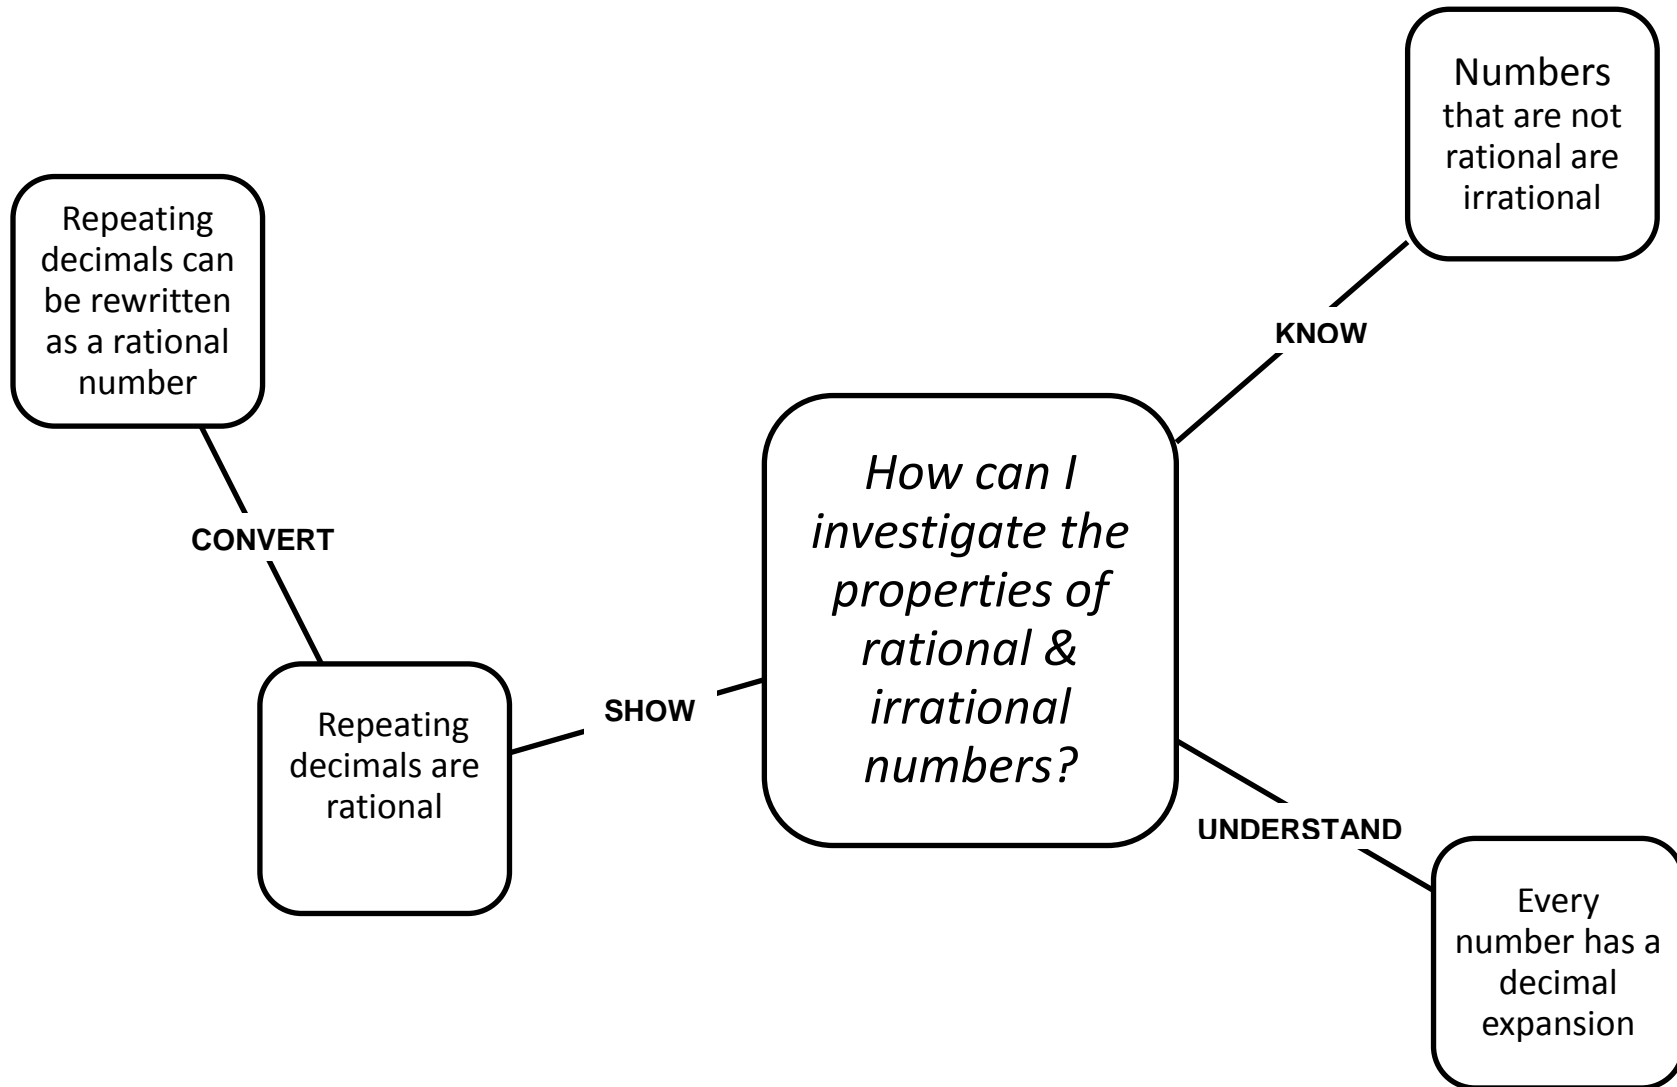 Numbers
that are not
rational are
irrational
Repeating
decimals can
be rewritten
as a rational
number
KNOW
How can I
investigate the
properties of
rational &
irrational
numbers?
CONVERT
SHOW
Repeating
decimals are
rational
UNDERSTAND
Every
number has a
decimal
expansion